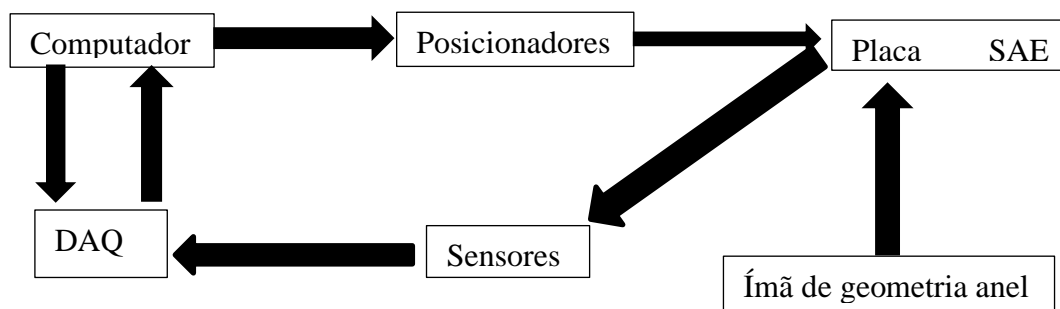 Computador
Posicionadores
Placa SAE
DAQ
Sensores
Ímã de geometria anel